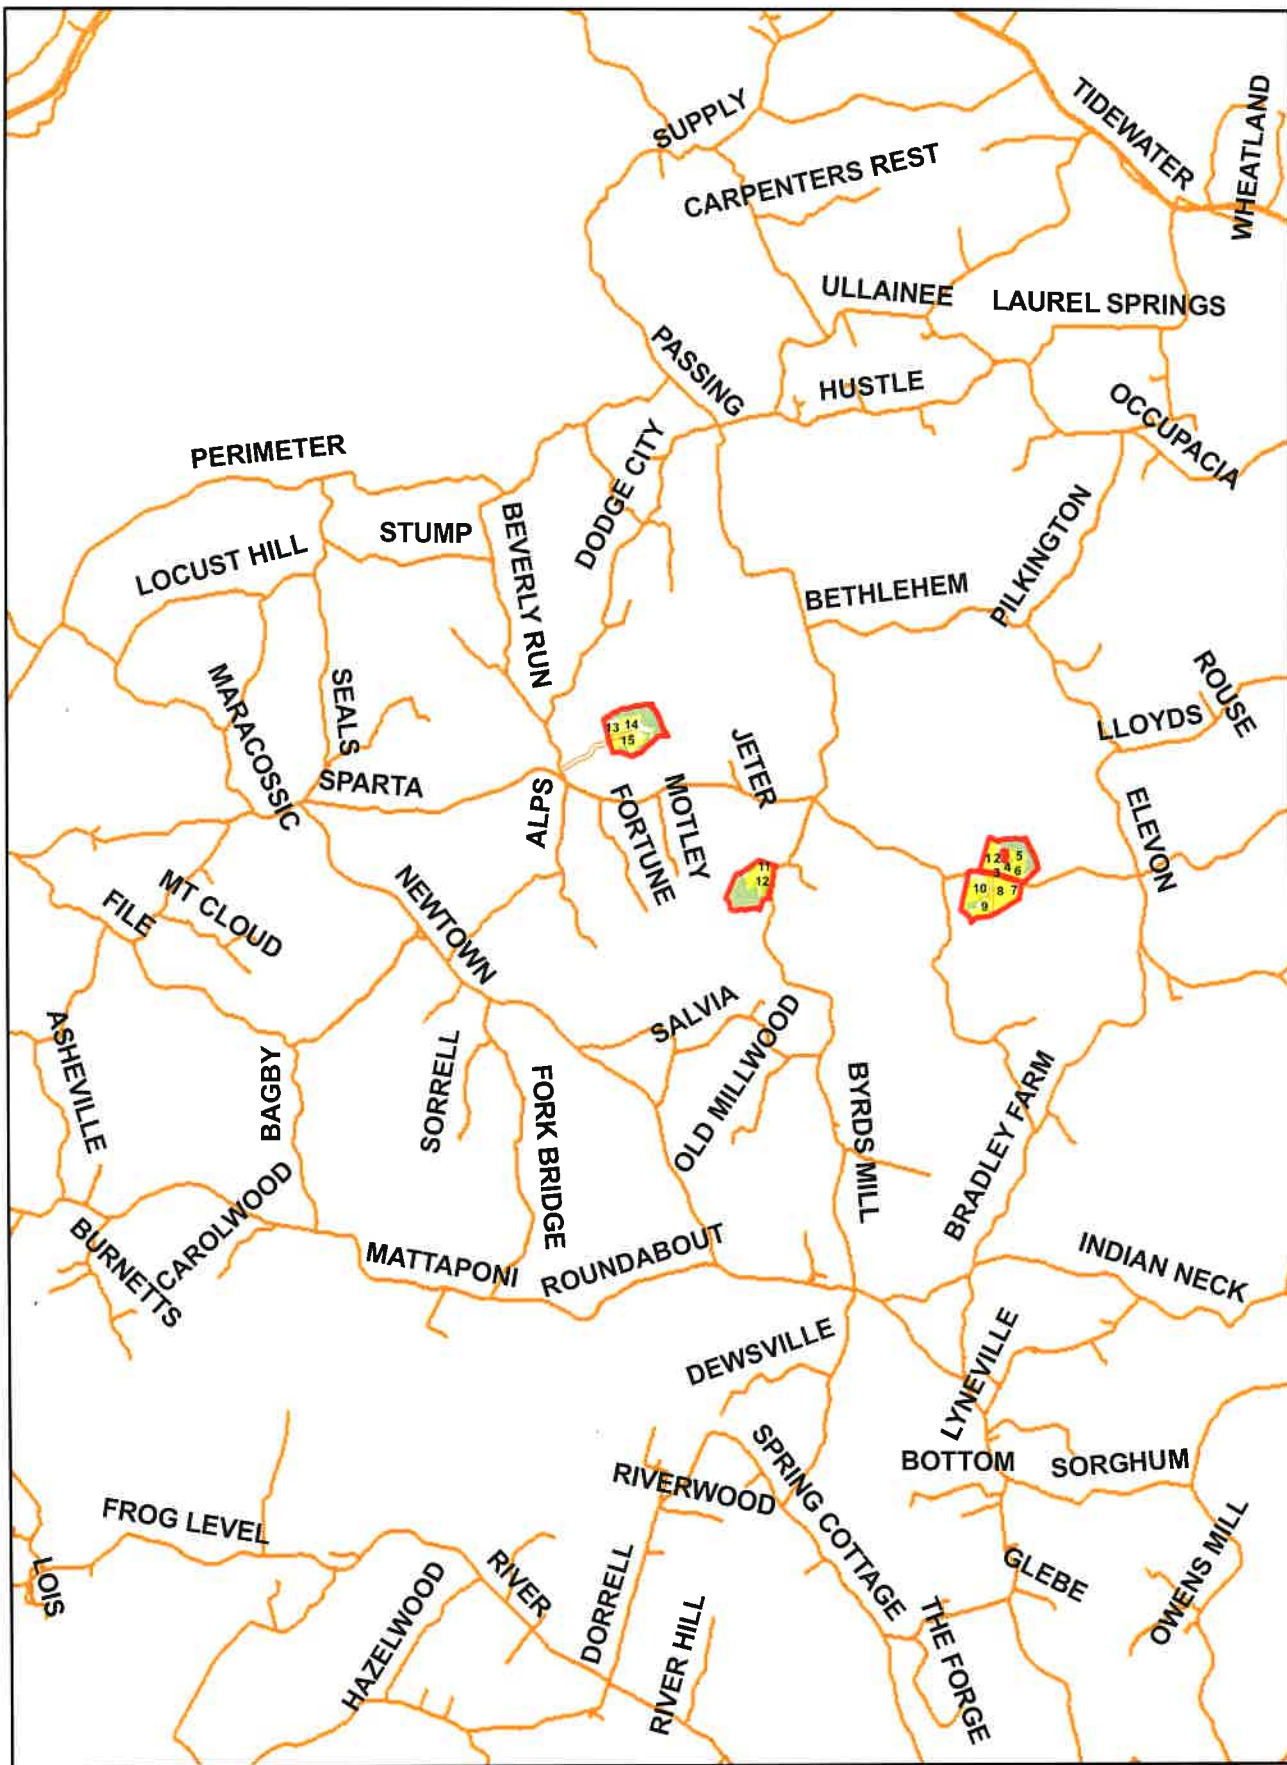 SUPPLY
TIDEWATER
WHEATLAND
CARPENTERS REST
ULLAINEE
LAUREL SPRINGS
PASSING
HUSTLE
OCCUPACIA
PERIMETER
DODGE CITY
STUMP
BEVERLY RUN
LOCUST HILL
PILKINGTON
BETHLEHEM
MARACOSSIC
SEALS
ROUSE
LLOYDS
13 14
15
JETER
SPARTA
ALPS
FORTUNE
MOTLEY
ELEVON
11
12
1 2 5
3 4 6
10 8 7
9
MT CLOUD
FILE
NEWTOWN
SALVIA
OLD MILLWOOD
ASHEVILLE
BAGBY
SORRELL
FORK BRIDGE
BYRDS MILL
BRADLEY FARM
CAROLWOOD
BURNETTS
MATTAPONI
ROUNDABOUT
INDIAN NECK
DEWSVILLE
LYNEVILLE
SPRING COTTAGE
RIVERWOOD
BOTTOM
SORGHUM
FROG LEVEL
LOIS
HAZELWOOD
RIVER
DORRELL
RIVER HILL
THE FORGE
GLEBE
OWENS MILL